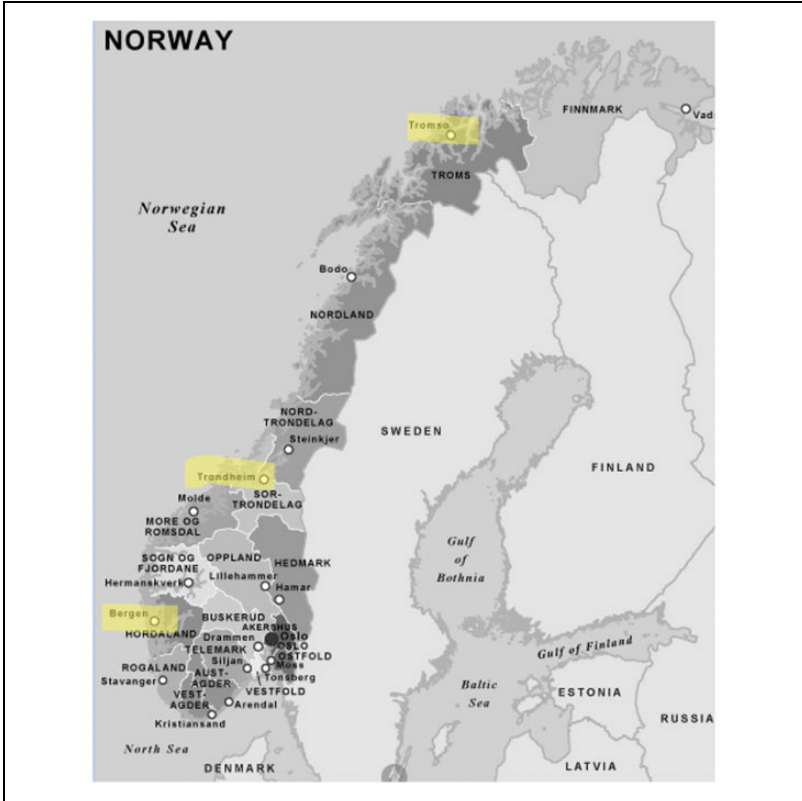 NORWAY
Tromso
FINNMARK
Vad
TROMS
Norwegian
Sea
Bodo
NORDLAND
NORD-
TRONDELAG
Steinkjer
SWEDEN
FINLAND
Trondheim
SOR-
TRONDELAG
Molde
MORE OG
ROMSDAL
Gulf
of
Bothnia
SOGN OG
FJORDANE
OPPLAND
HEDMARK
Lillehammer
Hermanskverk
Hamar
Bergen
HORDALAND
BUSKERUD
AKERSHUS
Drammen
Oslo
OSLO
TELEMARK
OSTFOLD
Siljan
Moss
Tonsberg
VESTFOLD
ROGALAND
Stavanger
AUST-
AGDER
VEST-
AGDER
Arendal
Kristiansand
Gulf of Finland
Baltic
Sea
ESTONIA
RUSSIA
North Sea
DENMARK
LATVIA